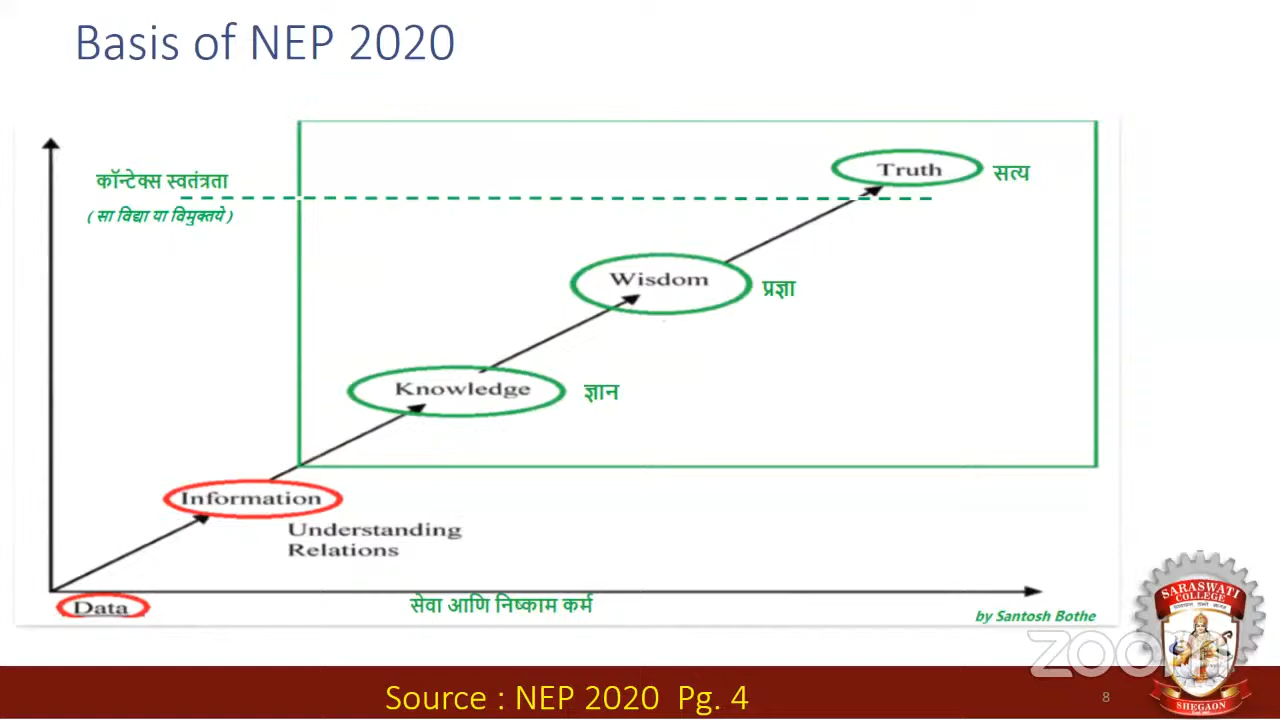 Basis of NEP 2020
कॉन्टेक्स स्वतंत्रता
( सा विद्या या विमुक्तये )
Truth
सत्य
Wisdom
प्रज्ञा
Knowledge
ज्ञान
Information
Understanding
Relations
Data
सेवा आणि निष्काम कर्म
by Santosh Bothe
SARASWATI
COLLEGE
zoom
SHEGAON
Source : NEP 2020 Pg. 4
8